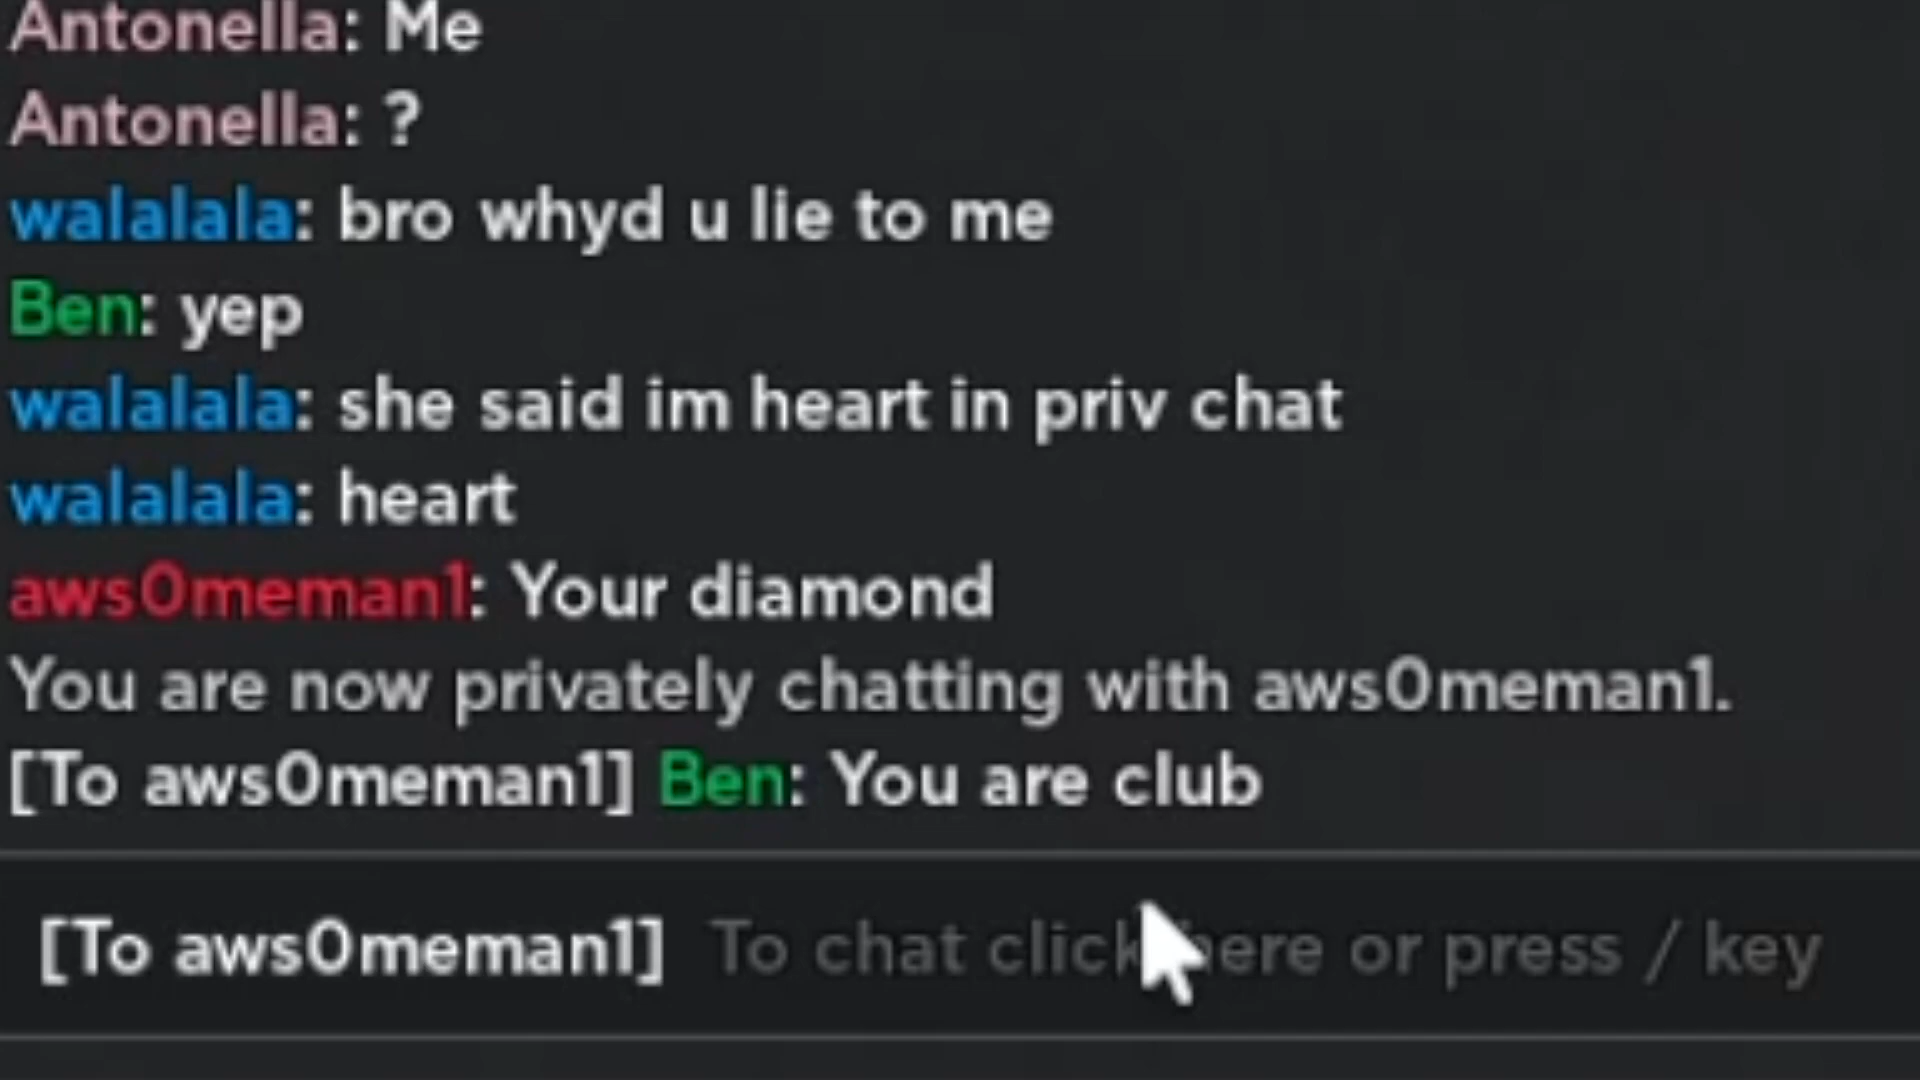 Antonella: Me
Antonella: ?
walalala: bro whyd u lie to me
Ben: yep
walalala: she said im heart in priv chat
walalala: heart
aws0meman1: Your diamond
You are now privately chatting with aws0meman1.
[To aws0meman1] Ben: You are club
[To aws0meman1] To chat click here or press / key